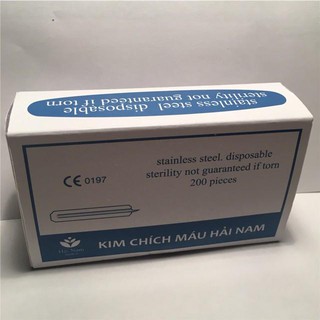 stainless steel disposable
sterility not guaranteed if torn
CE 0197
stainless steel. disposable
sterility not guaranteed if torn
200 pieces
KIM CHÍCH MÁU HẢI NAM